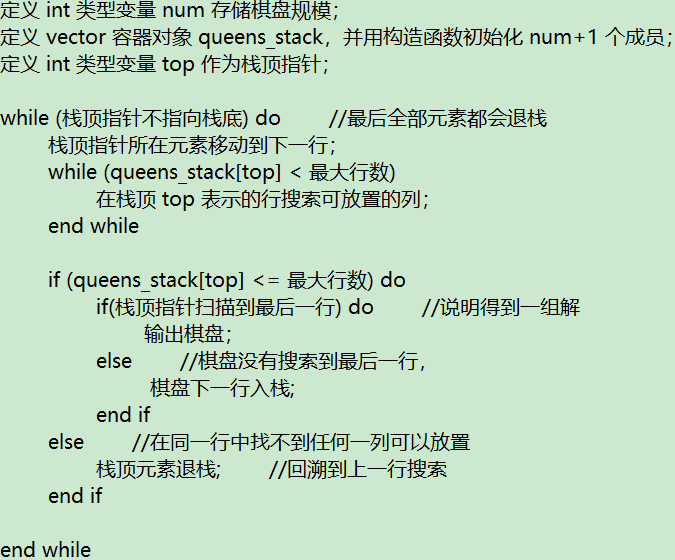 定义 int 类型变量 num 存储棋盘规模；
定义 vector 容器对象 queens_stack，并用构造函数初始化 num+1 个成员；
定义 int 类型变量 top 作为栈顶指针；
while (栈顶指针不指向栈底) do //最后全部元素都会退栈
栈顶指针所在元素移动到下一行；
while (queens_stack[top] < 最大行数)
在栈顶 top 表示的行搜索可放置的列；
end while
if (queens_stack[top] <= 最大行数) do
if(栈顶指针扫描到最后一行) do //说明得到一组解
输出棋盘；
else //棋盘没有搜索到最后一行，
棋盘下一行入栈;
end if
else //在同一行中找不到任何一列可以放置
栈顶元素退栈; //回溯到上一行搜索
end if
end while